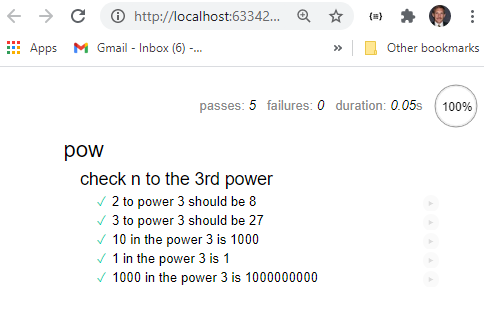 http://localhost:63342...
Apps Gmail - Inbox (6) -... » Other bookmarks
passes: 5 failures: 0 duration: 0.05s 100%
pow
check n to the 3rd power
✓ 2 to power 3 should be 8
✓ 3 to power 3 should be 27
✓ 10 in the power 3 is 1000
✓ 1 in the power 3 is 1
✓ 1000 in the power 3 is 1000000000